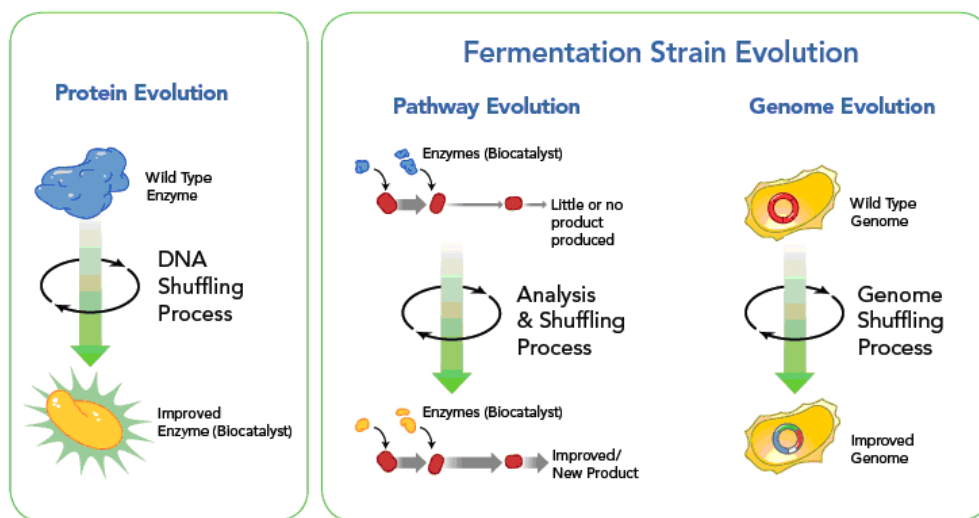 Protein Evolution
Wild Type
Enzyme
DNA
Shuffling
Process
Improved
Enzyme (Biocatalyst)
Fermentation Strain Evolution
Pathway Evolution
Enzymes (Biocatalyst)
Little or no
product
produced
Analysis
& Shuffling
Process
Enzymes (Biocatalyst)
Improved/
New Product
Genome Evolution
Wild Type
Genome
Genome
Shuffling
Process
Improved
Genome